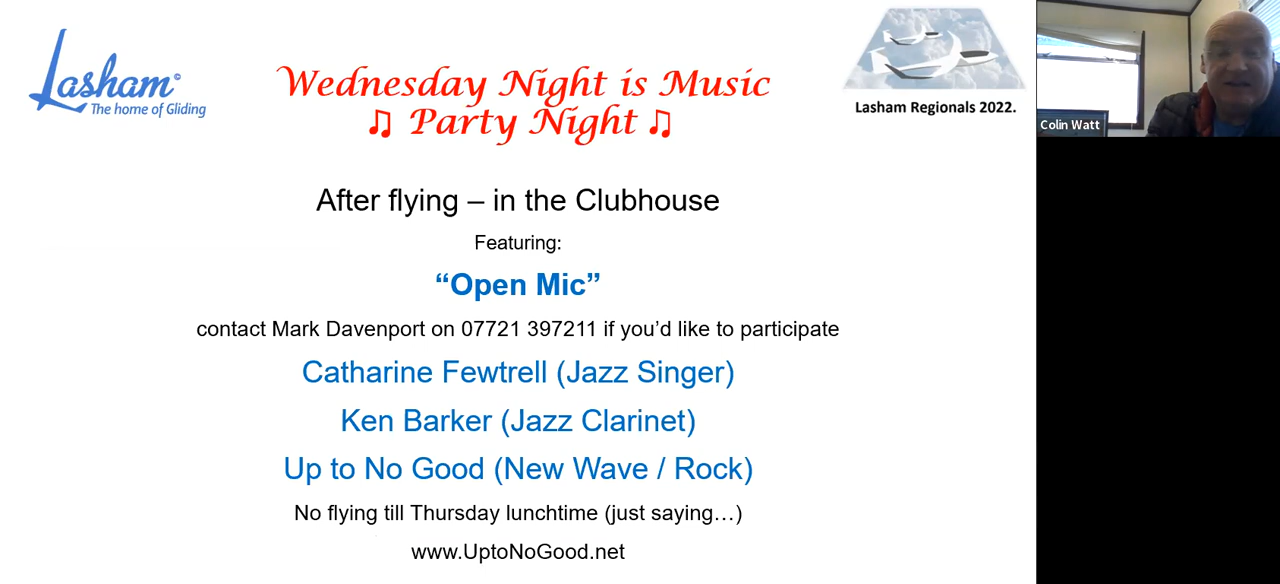 Lasham©
The home of Gliding
Wednesday Night is Music
♫ Party Night ♫
Lasham Regionals 2022.
Colin Watt
After flying – in the Clubhouse
Featuring:
“Open Mic”
contact Mark Davenport on 07721 397211 if you’d like to participate
Catharine Fewtrell (Jazz Singer)
Ken Barker (Jazz Clarinet)
Up to No Good (New Wave / Rock)
No flying till Thursday lunchtime (just saying…)
www.UptoNoGood.net